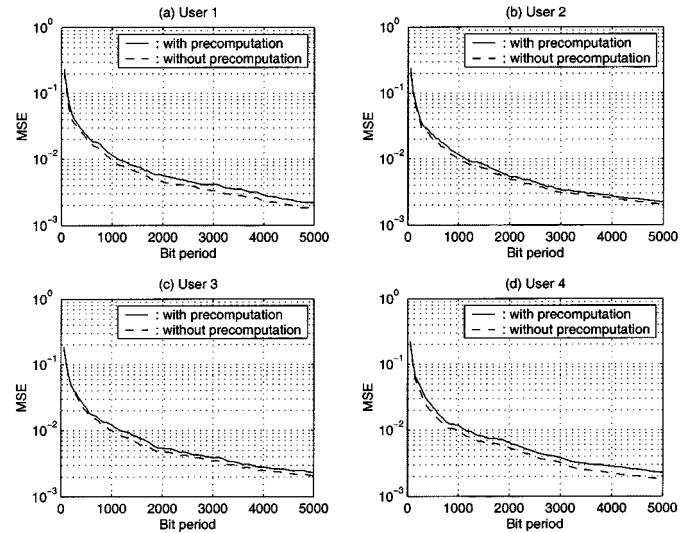 (a) User 1
10^0
: with precomputation
: without precomputation
10^-1
MSE
10^-2
10^-3
0 1000 2000 3000 4000 5000
Bit period
(b) User 2
10^0
: with precomputation
: without precomputation
10^-1
MSE
10^-2
10^-3
0 1000 2000 3000 4000 5000
Bit period
(c) User 3
10^0
: with precomputation
: without precomputation
10^-1
MSE
10^-2
10^-3
0 1000 2000 3000 4000 5000
Bit period
(d) User 4
10^0
: with precomputation
: without precomputation
10^-1
MSE
10^-2
10^-3
0 1000 2000 3000 4000 5000
Bit period